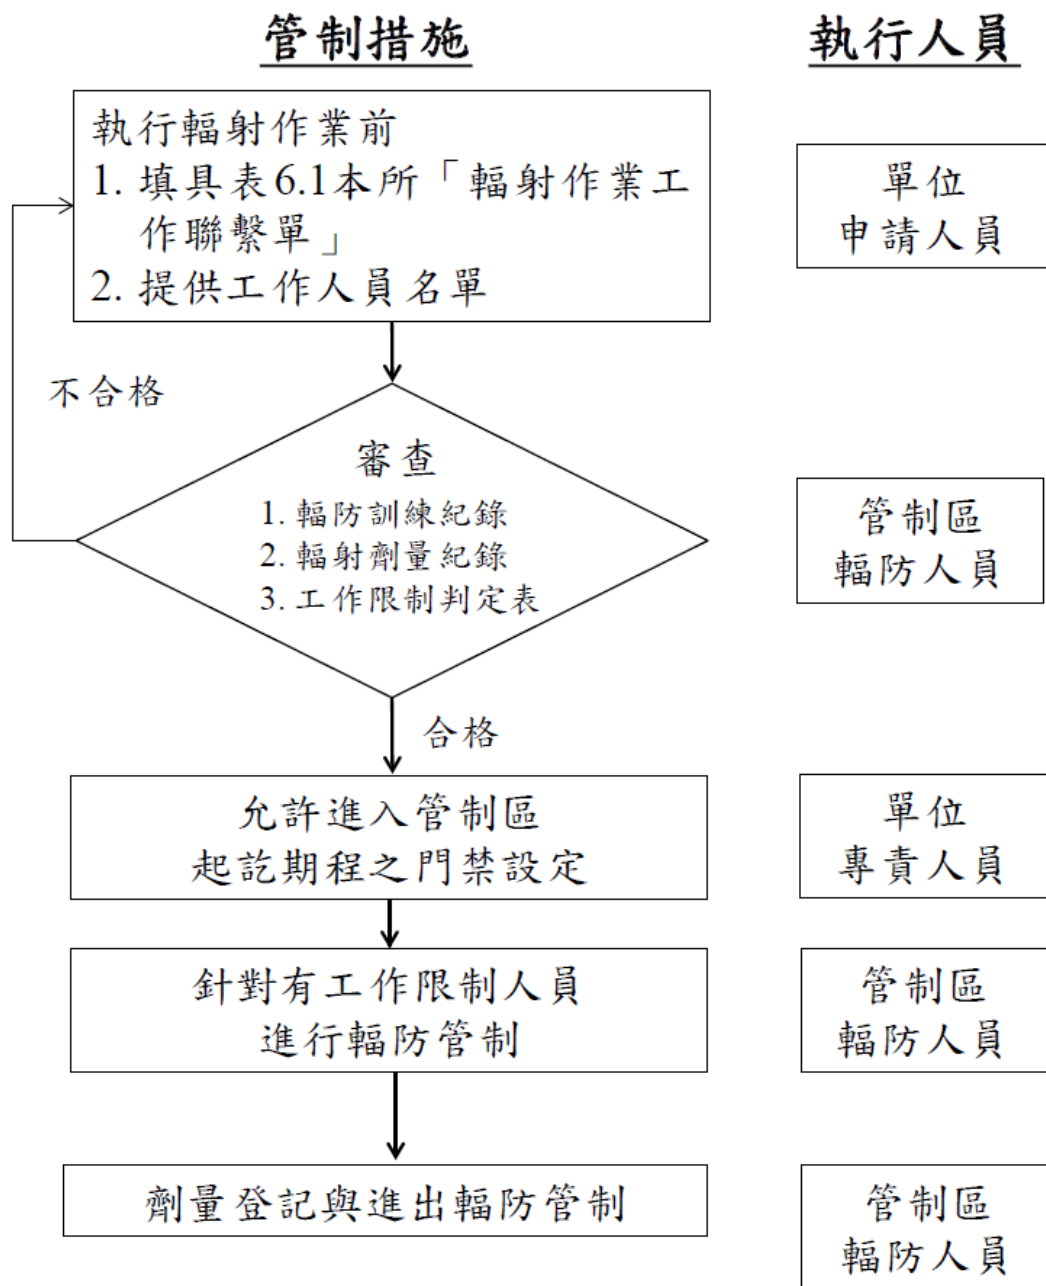 管制措施
執行人員
執行輻射作業前
1. 填具表6.1本所「輻射作業工
作聯繫單」
2. 提供工作人員名單
單位
申請人員
不合格
審查
1. 輻防訓練紀錄
2. 輻射劑量紀錄
3. 工作限制判定表
管制區
輻防人員
合格
允許進入管制區
起訖期程之門禁設定
單位
專責人員
針對有工作限制人員
進行輻防管制
管制區
輻防人員
劑量登記與進出輻防管制
管制區
輻防人員